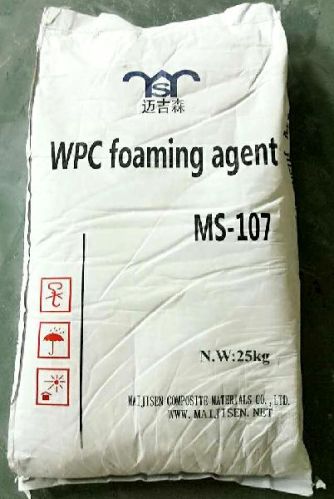 迈吉森
WPC foaming agent
MS-107
N.W:25kg
MAIJISEN COMPOSITE MATERIALS CO.,LTD.
WWW.MAIJISEN.NET